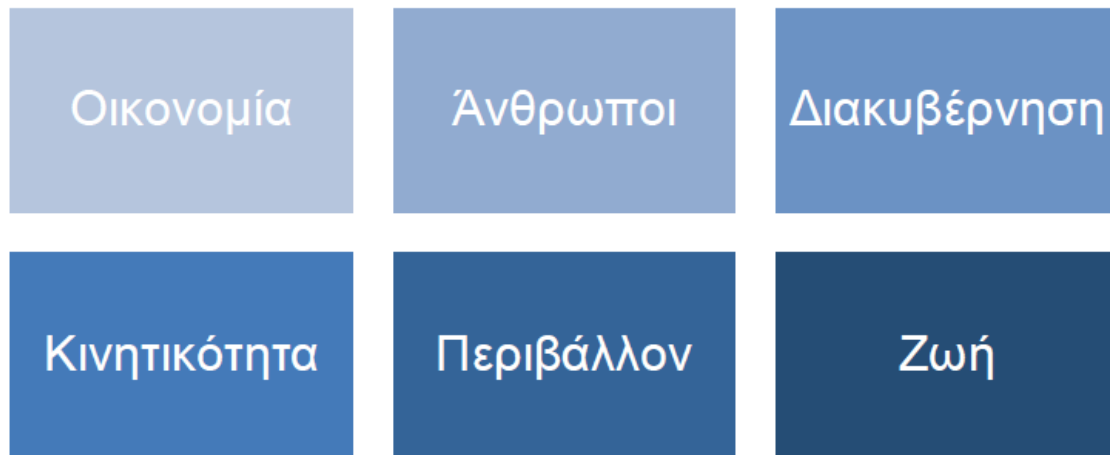 Οικονομία
Άνθρωποι
Διακυβέρνηση
Κινητικότητα
Περιβάλλον
Ζωή